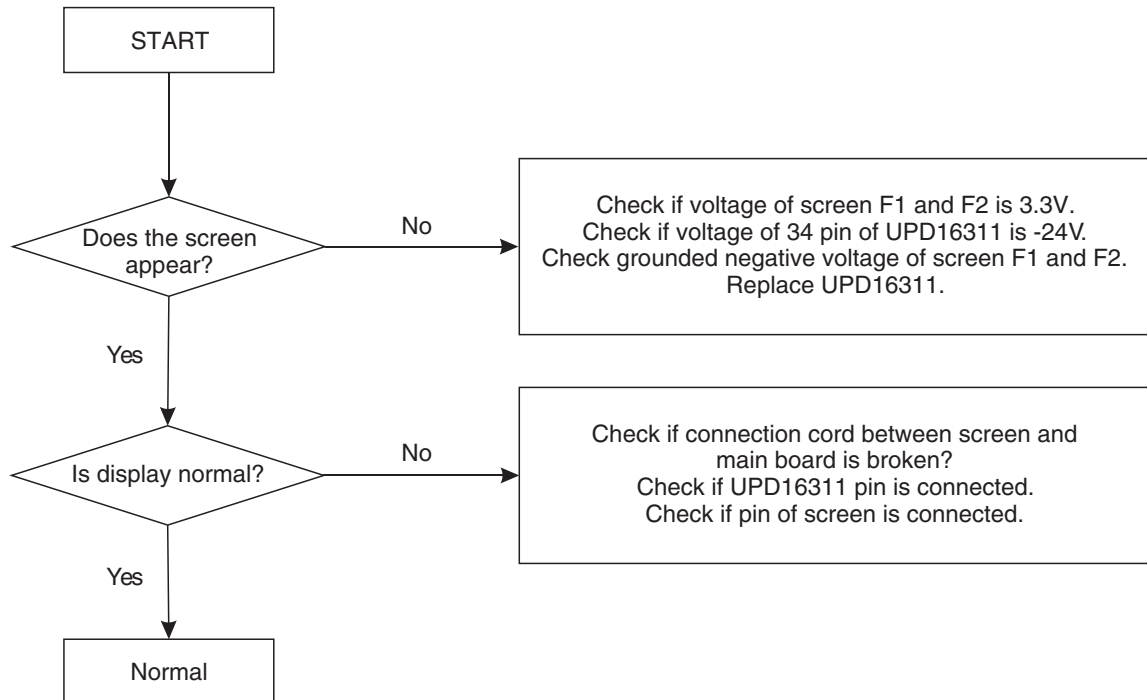 START
Does the screen
appear?
No
Check if voltage of screen F1 and F2 is 3.3V.
Check if voltage of 34 pin of UPD16311 is -24V.
Check grounded negative voltage of screen F1 and F2.
Replace UPD16311.
Yes
Is display normal?
No
Check if connection cord between screen and
main board is broken?
Check if UPD16311 pin is connected.
Check if pin of screen is connected.
Yes
Normal